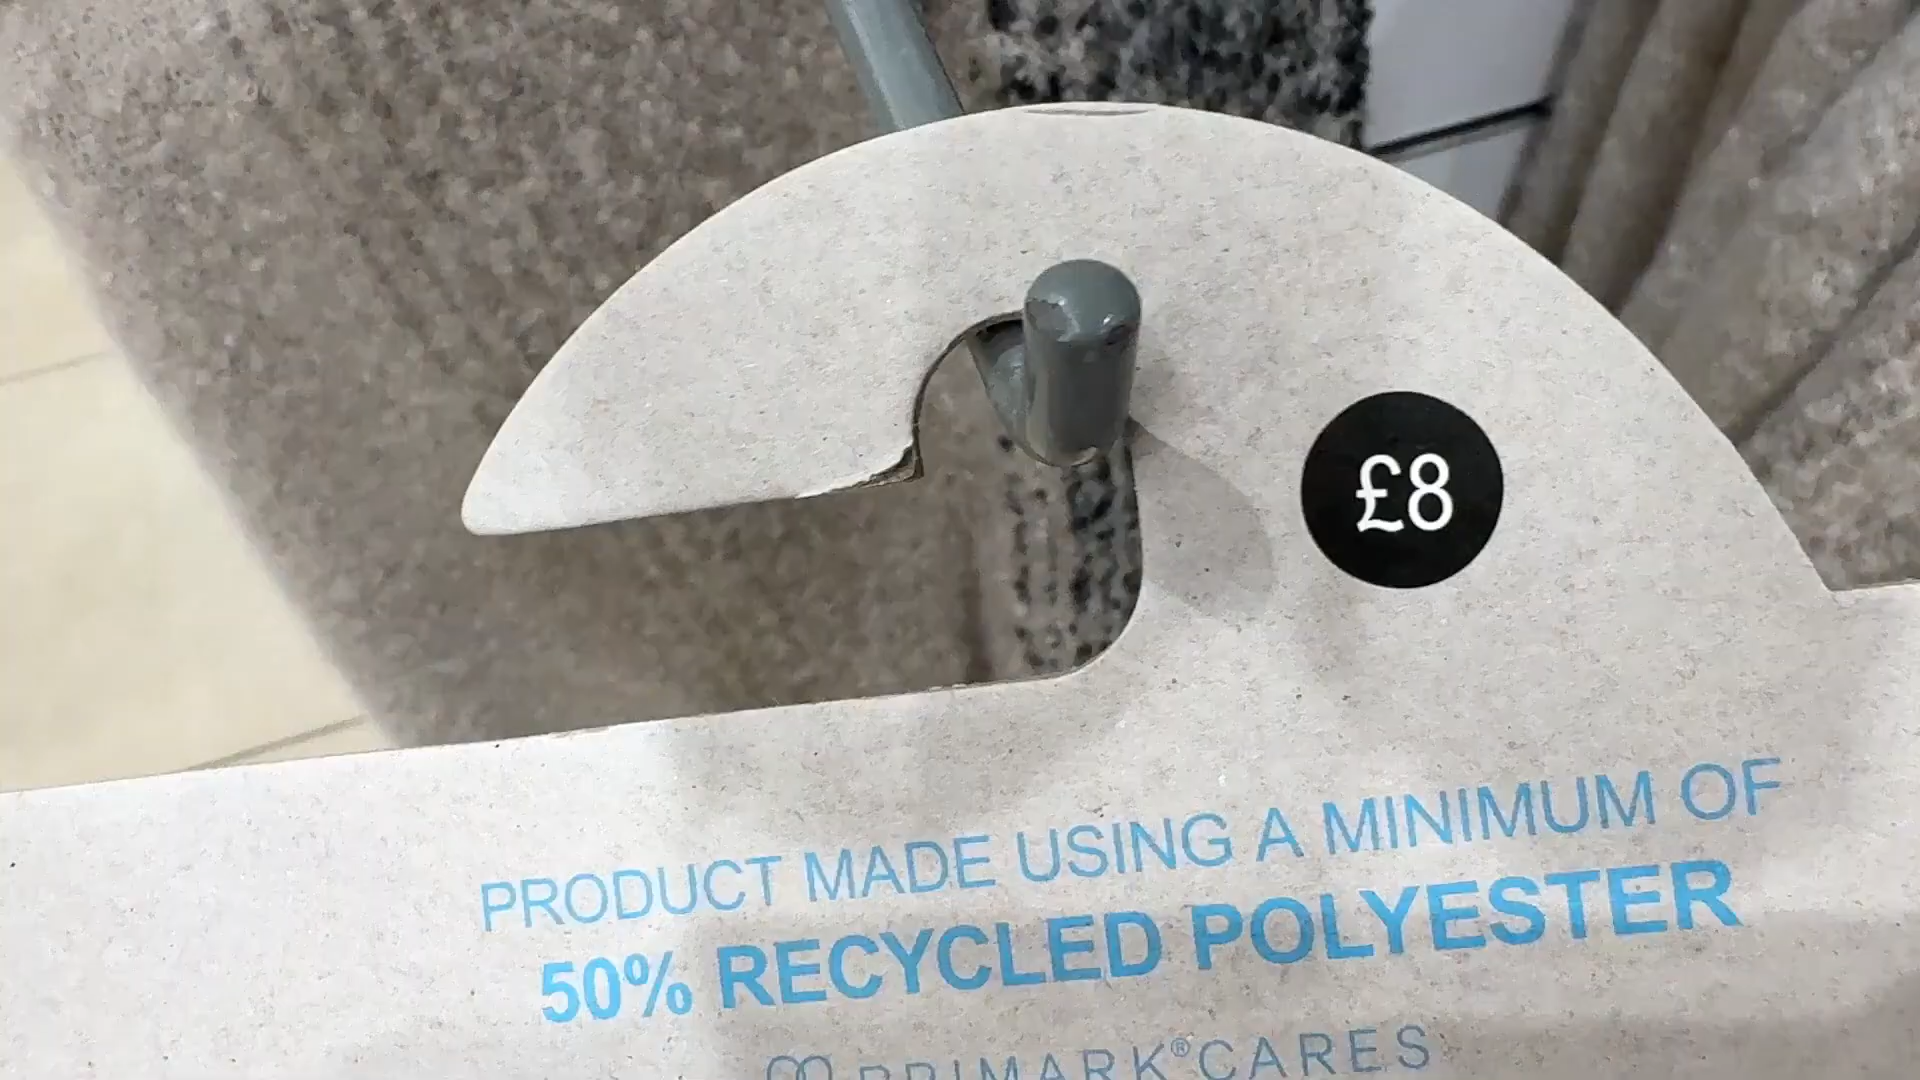 £8
PRODUCT MADE USING A MINIMUM OF
50% RECYCLED POLYESTER
PRIMARK® CARES